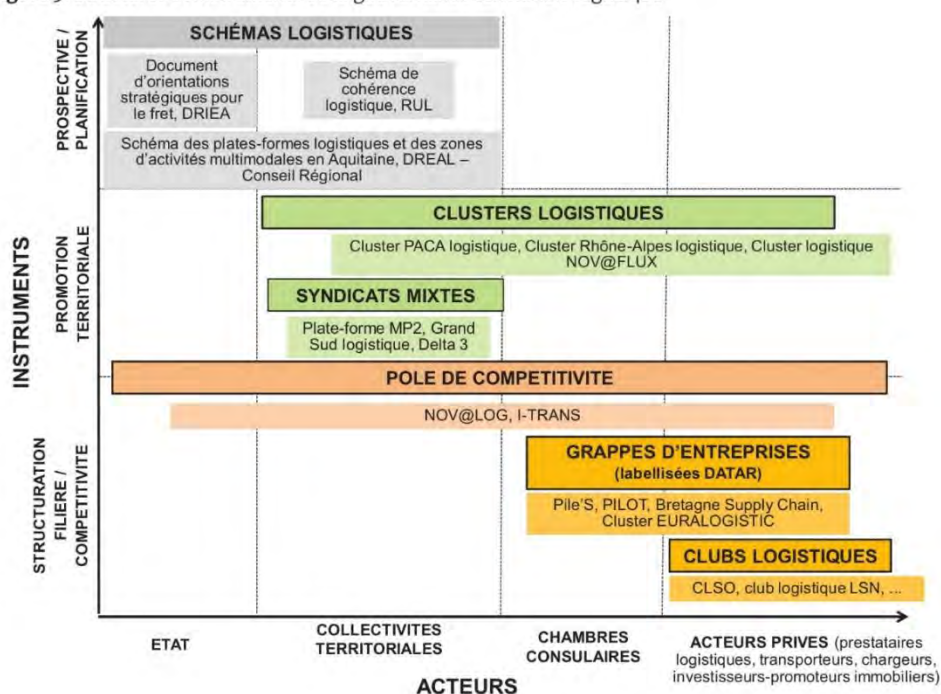 SCHÉMAS LOGISTIQUES
Document
d'orientations
stratégiques pour
le fret, DRIEA
Schéma de
cohérence
logistique, RUL
Schéma des plates-formes logistiques et des zones
d'activités multimodales en Aquitaine, DREAL –
Conseil Régional
CLUSTERS LOGISTIQUES
Cluster PACA logistique, Cluster Rhône-Alpes logistique, Cluster logistique
NOV@FLUX
SYNDICATS MIXTES
Plate-forme MP2, Grand
Sud logistique, Delta 3
POLE DE COMPETITIVITE
NOV@LOG, I-TRANS
GRAPPES D'ENTREPRISES
(labellisées DATAR)
Pile'S, PILOT, Bretagne Supply Chain,
Cluster EURALOGISTIC
CLUBS LOGISTIQUES
CLSO, club logistique LSN, ...
INSTRUMENTS
PROSPECTIVE /
PLANIFICATION
PROMOTION
TERRITORIALE
STRUCTURATION
FILIERE /
COMPETITIVITE
ETAT
COLLECTIVITES
TERRITORIALES
CHAMBRES
CONSULAIRES
ACTEURS PRIVES (prestataires
logistiques, transporteurs, chargeurs,
investisseurs-promoteurs immobiliers)
ACTEURS